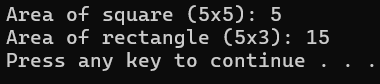 Area of square (5x5): 5
Area of rectangle (5x3): 15
Press any key to continue . . .